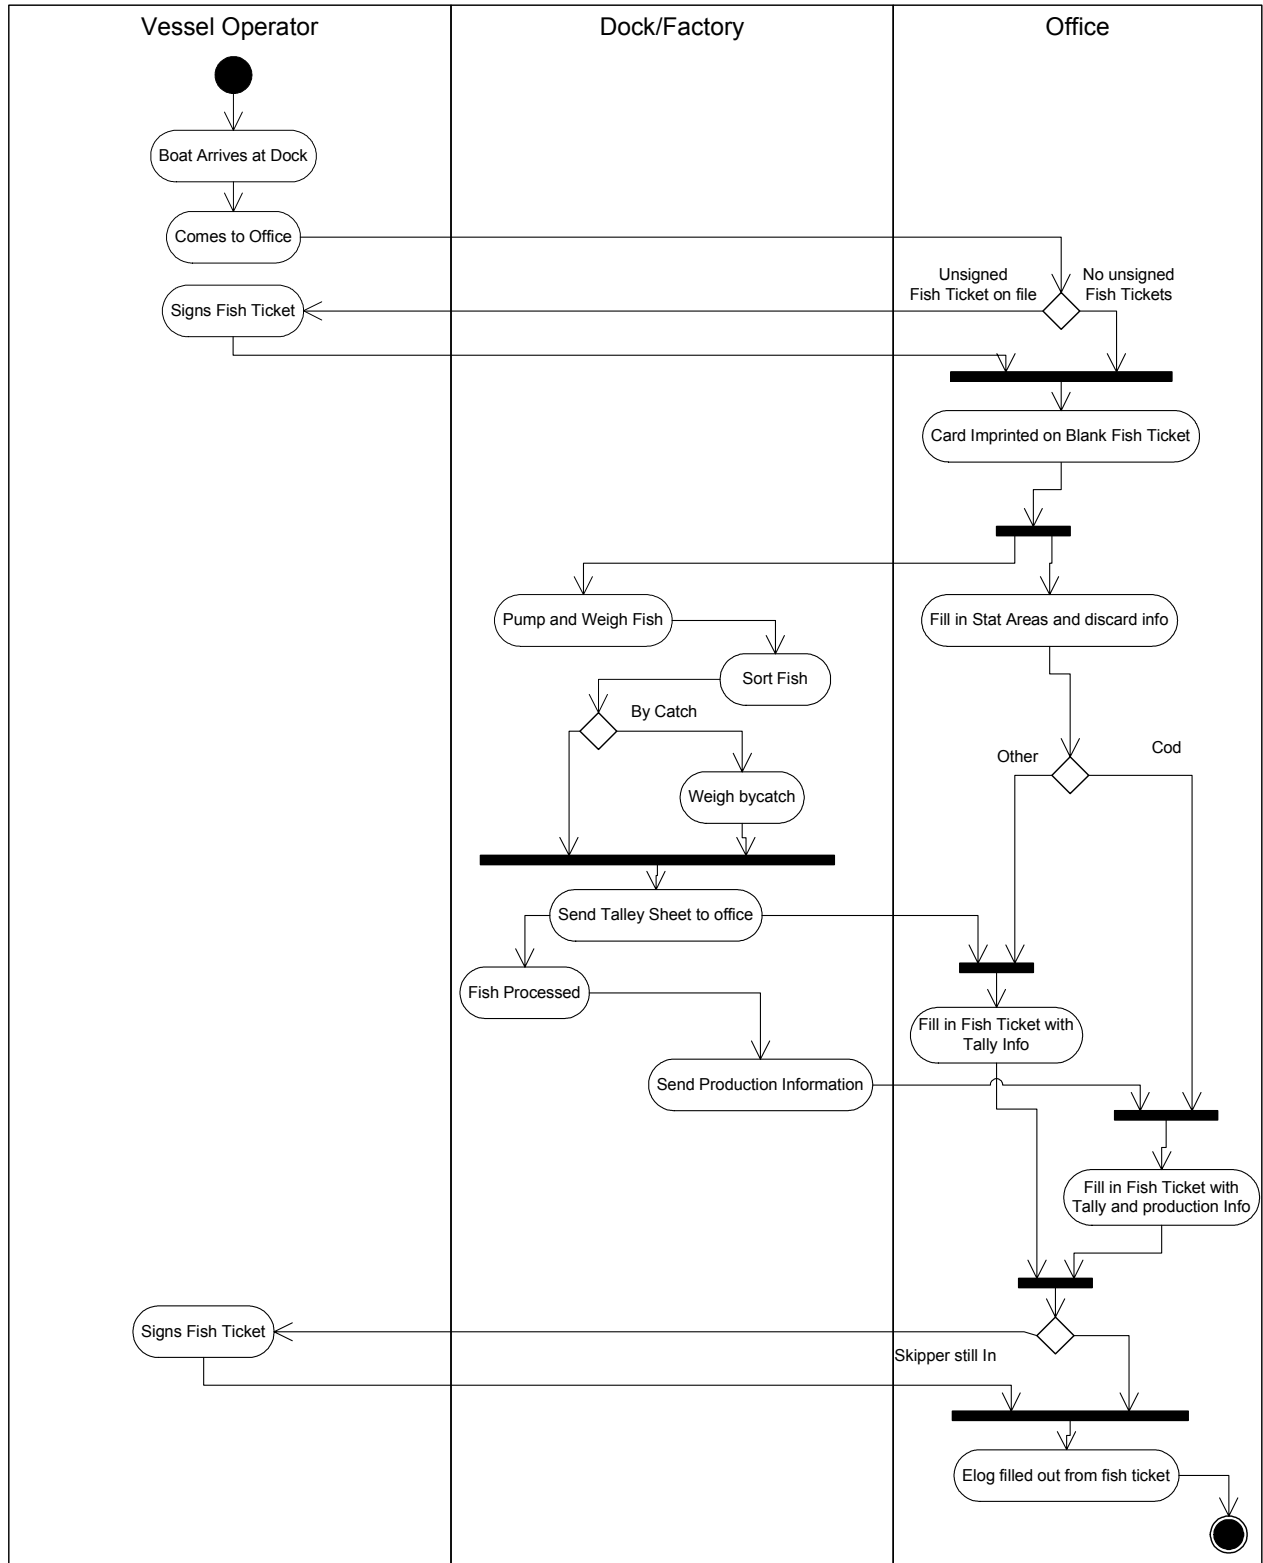 Vessel Operator
Dock/Factory
Office
Boat Arrives at Dock
Comes to Office
Unsigned
Fish Ticket on file
No unsigned
Fish Tickets
Signs Fish Ticket
Card Imprinted on Blank Fish Ticket
Pump and Weigh Fish
Fill in Stat Areas and discard info
Sort Fish
By Catch
Other
Cod
Weigh bycatch
Send Talley Sheet to office
Fish Processed
Fill in Fish Ticket with
Tally Info
Send Production Information
Fill in Fish Ticket with
Tally and production Info
Signs Fish Ticket
Skipper still In
Elog filled out from fish ticket